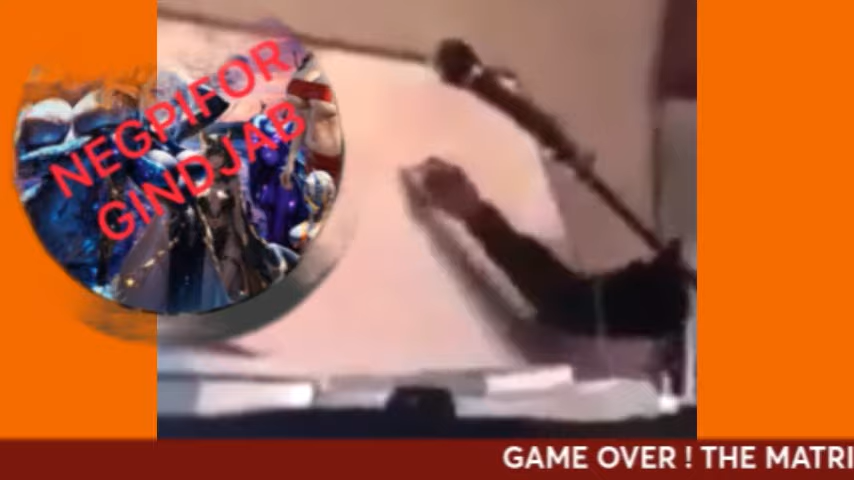 NEGPIFOR
GINDJAB
GAME OVER ! THE MATRI